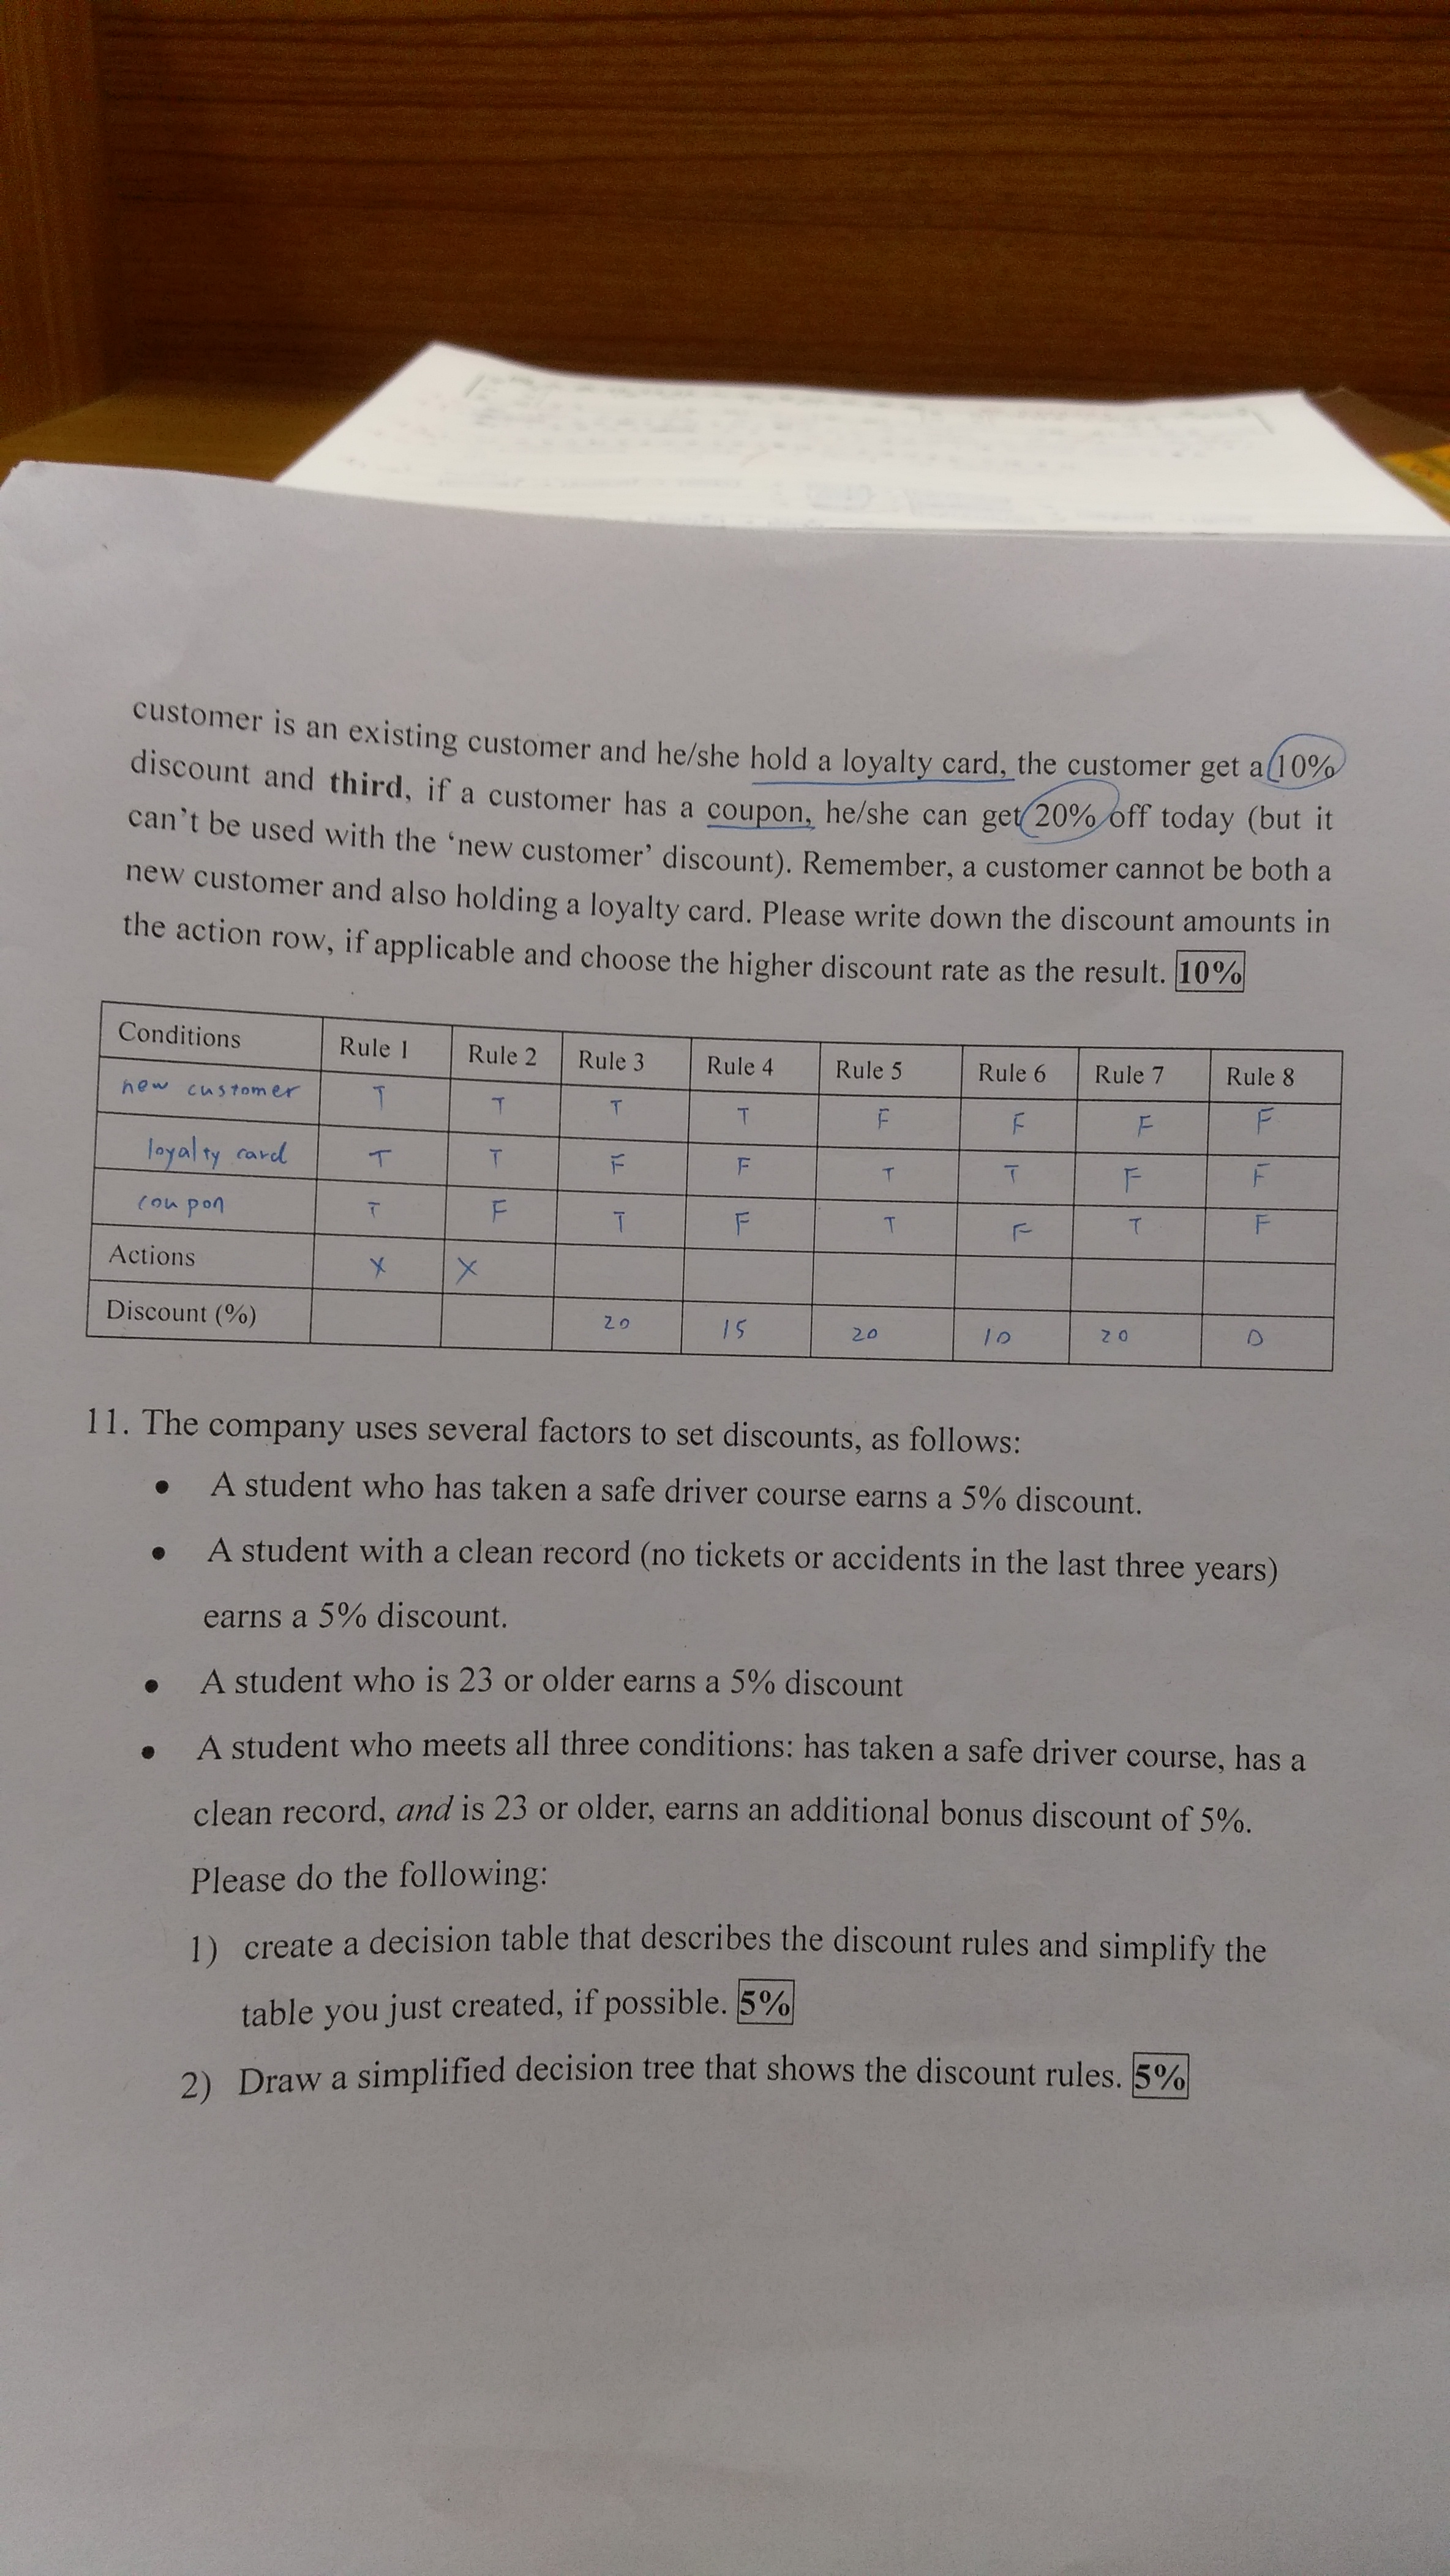 customer is an existing customer and he/she hold a loyalty card, the customer get a 10%
discount and third, if a customer has a coupon, he/she can get 20% off today (but it
can't be used with the 'new customer' discount). Remember, a customer cannot be both a
new customer and also holding a loyalty card. Please write down the discount amounts in
the action row, if applicable and choose the higher discount rate as the result. 10%
Conditions Rule 1 Rule 2 Rule 3 Rule 4 Rule 5 Rule 6 Rule 7 Rule 8
new customer T T T T F F F F
loyalty card T T F F T T F F
coupon T F T F T F T F
Actions X X
Discount (%) 20 15 20 10 20 0
11. The company uses several factors to set discounts, as follows:
• A student who has taken a safe driver course earns a 5% discount.
• A student with a clean record (no tickets or accidents in the last three years)
earns a 5% discount.
• A student who is 23 or older earns a 5% discount
• A student who meets all three conditions: has taken a safe driver course, has a
clean record, and is 23 or older, earns an additional bonus discount of 5%.
Please do the following:
1) create a decision table that describes the discount rules and simplify the
table you just created, if possible. 5%
2) Draw a simplified decision tree that shows the discount rules. 5%